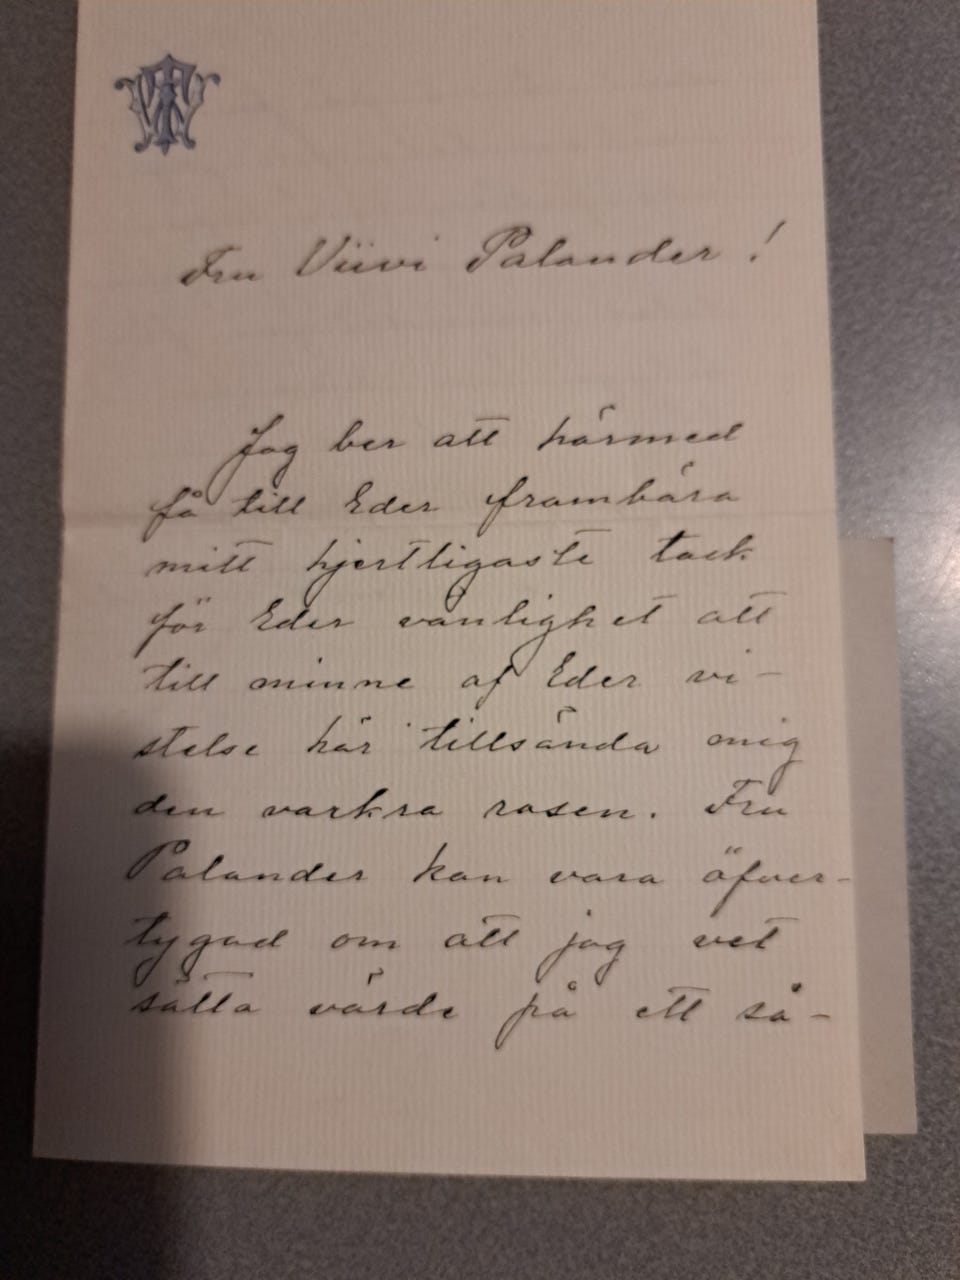 Fru Viivi Palander!
Jag ber att härmed
få till Eder frambära
mitt hjertligaste tack
för Eder vänlighet att
till minne af Eder vi-
stelse här tillsända mig
den vackra rosen. Fru
Palander kan vara öfver-
tygad om att jag vet
sätta värde på ett så-